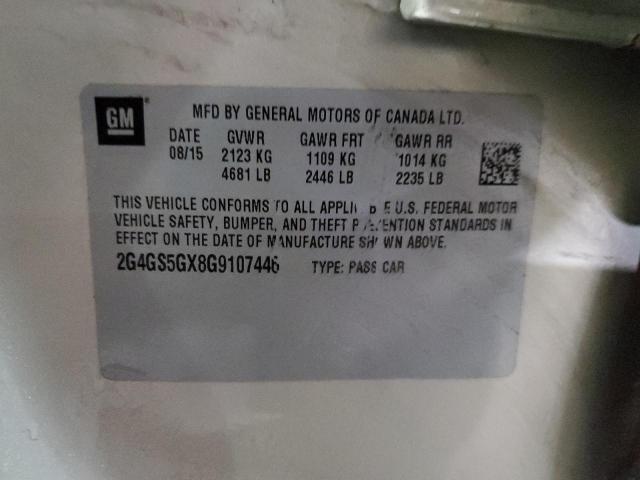 GM
MFD BY GENERAL MOTORS OF CANADA LTD.
DATE GVWR GAWR FRT GAWR RR
08/15 2123 KG 1109 KG 1014 KG
4681 LB 2446 LB 2235 LB
THIS VEHICLE CONFORMS TO ALL U.S. FEDERAL MOTOR
VEHICLE SAFETY, BUMPER, AND THEFT STANDARDS IN
EFFECT ON THE DATE OF MANUFACTURE ABOVE.
2G4GS5GX8G9107446 TYPE: PASS CAR